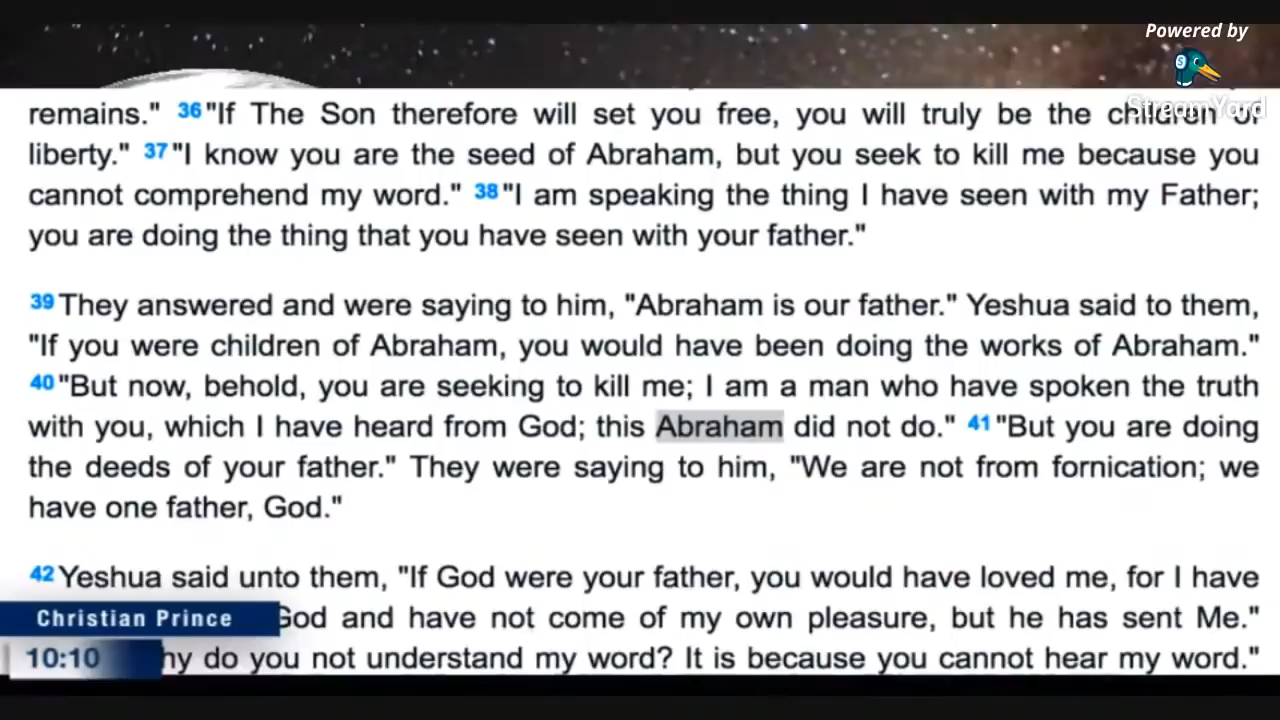 Powered by
StreamYard
remains." 36 "If The Son therefore will set you free, you will truly be the children of
liberty." 37 "I know you are the seed of Abraham, but you seek to kill me because you
cannot comprehend my word." 38 "I am speaking the thing I have seen with my Father;
you are doing the thing that you have seen with your father."
39 They answered and were saying to him, "Abraham is our father." Yeshua said to them,
"If you were children of Abraham, you would have been doing the works of Abraham."
40 "But now, behold, you are seeking to kill me; I am a man who have spoken the truth
with you, which I have heard from God; this Abraham did not do." 41 "But you are doing
the deeds of your father." They were saying to him, "We are not from fornication; we
have one father, God."
42 Yeshua said unto them, "If God were your father, you would have loved me, for I have
Christian Prince
God and have not come of my own pleasure, but he has sent Me."
10:10
hy do you not understand my word? It is because you cannot hear my word."